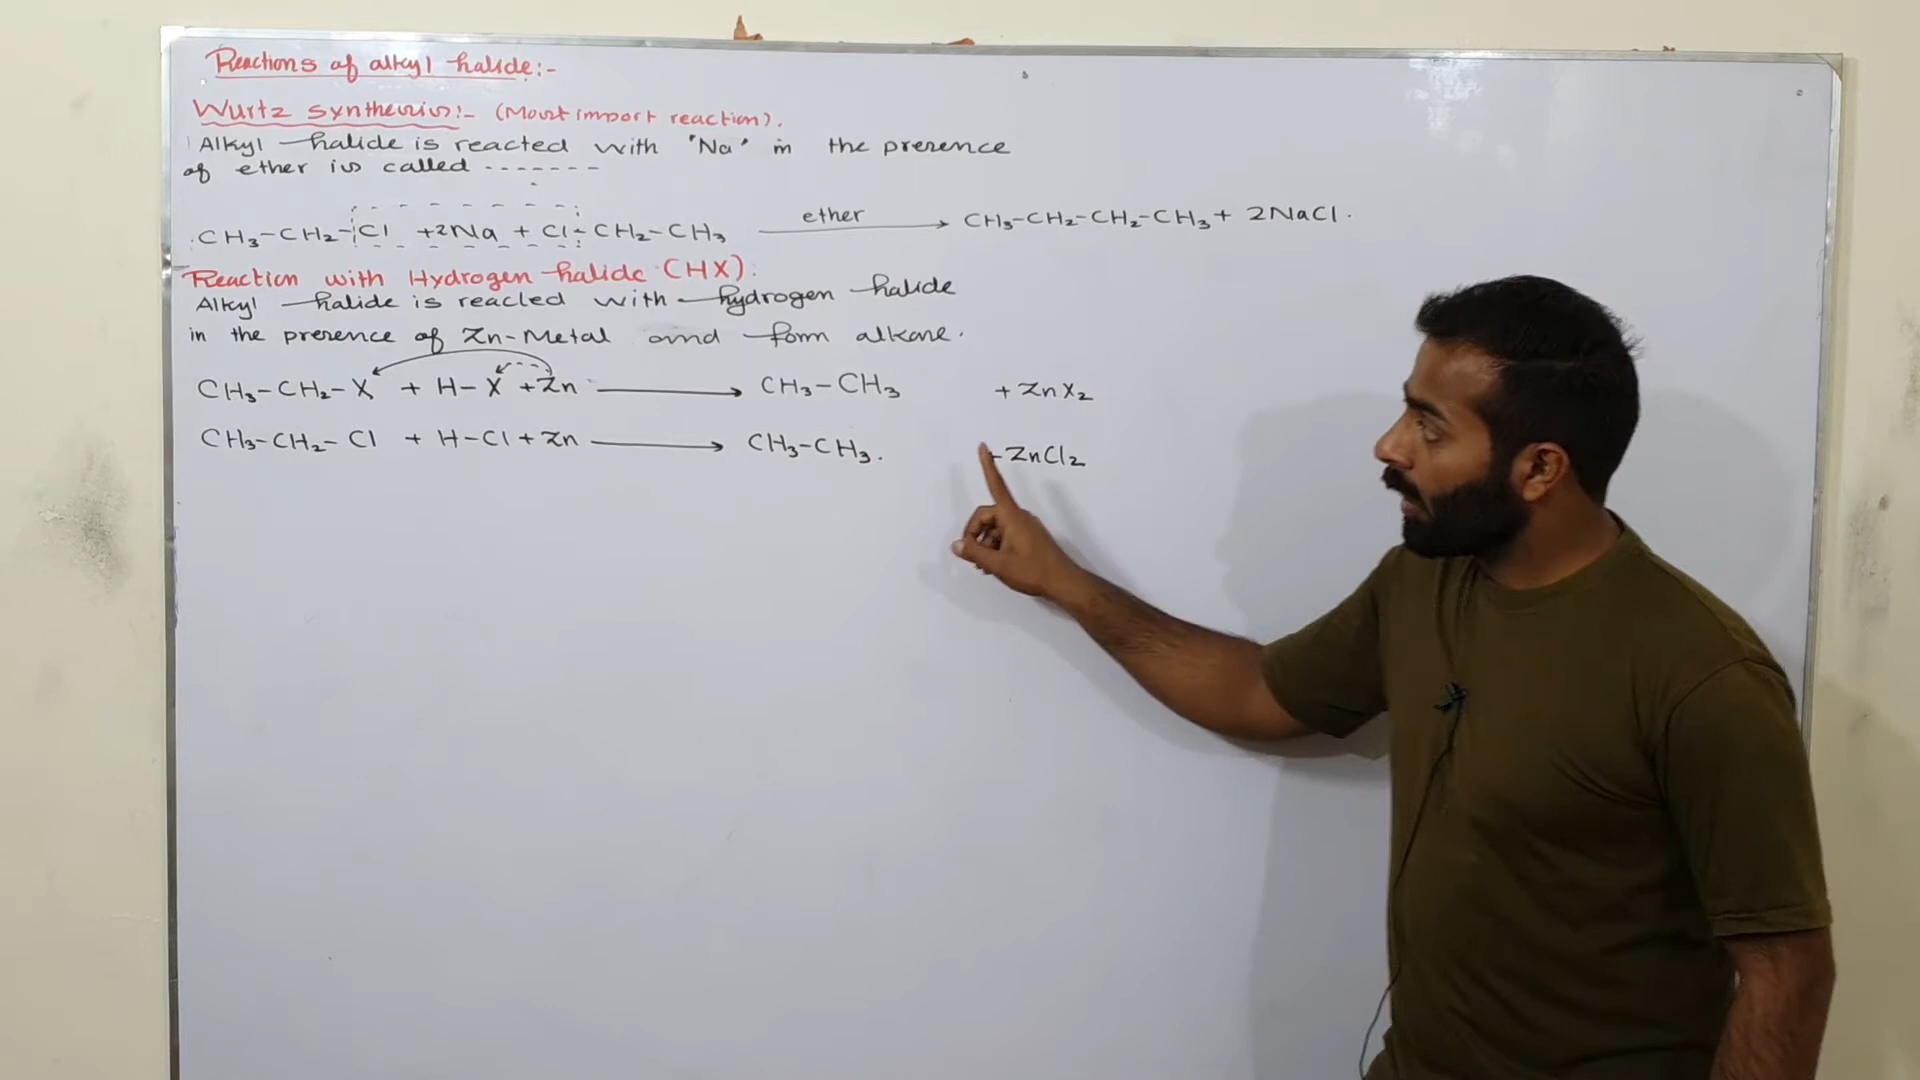 Reactions of alkyl halide:-
Wurtz synthesis:- (Most import reaction).
Alkyl halide is reacted with 'Na' in the presence
of ether is called -------
CH₃-CH₂-Cl +2Na + Cl-CH₂-CH₃ ether → CH₃-CH₂-CH₂-CH₃ + 2NaCl.
Reaction with Hydrogen halide (HX).
Alkyl halide is reacted with hydrogen halide
in the presence of Zn-Metal and form alkane.
CH₃-CH₂-X + H-X + Zn → CH₃-CH₃ + ZnX₂
CH₃-CH₂-Cl + H-Cl + Zn → CH₃-CH₃. + ZnCl₂